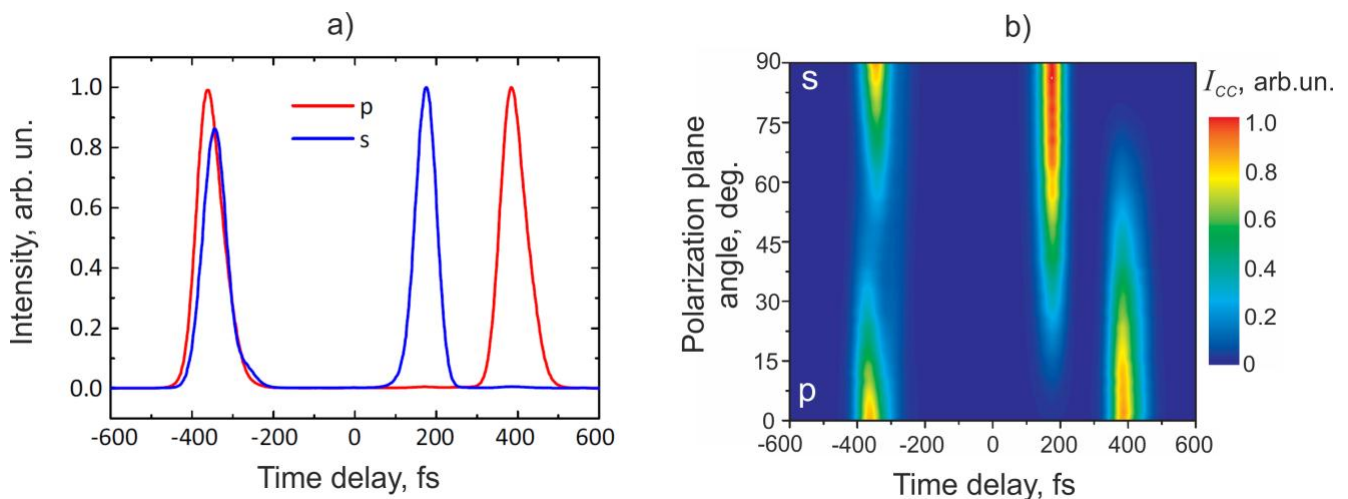 a)
Intensity, arb. un.
1.0
0.8
0.6
0.4
0.2
0.0
p
s
-600
-400
-200
0
200
400
600
Time delay, fs
b)
Polarization plane
angle, deg.
90
75
60
45
30
15
0
s
p
-600
-400
-200
0
200
400
600
Time delay, fs
I_CC, arb.un.
1.0
0.8
0.6
0.4
0.2
0